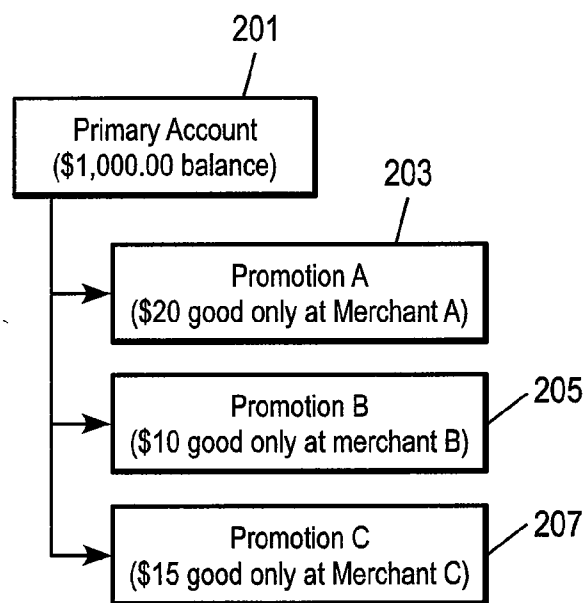 201
Primary Account
($1,000.00 balance)
203
Promotion A
($20 good only at Merchant A)
205
Promotion B
($10 good only at merchant B)
207
Promotion C
($15 good only at Merchant C)